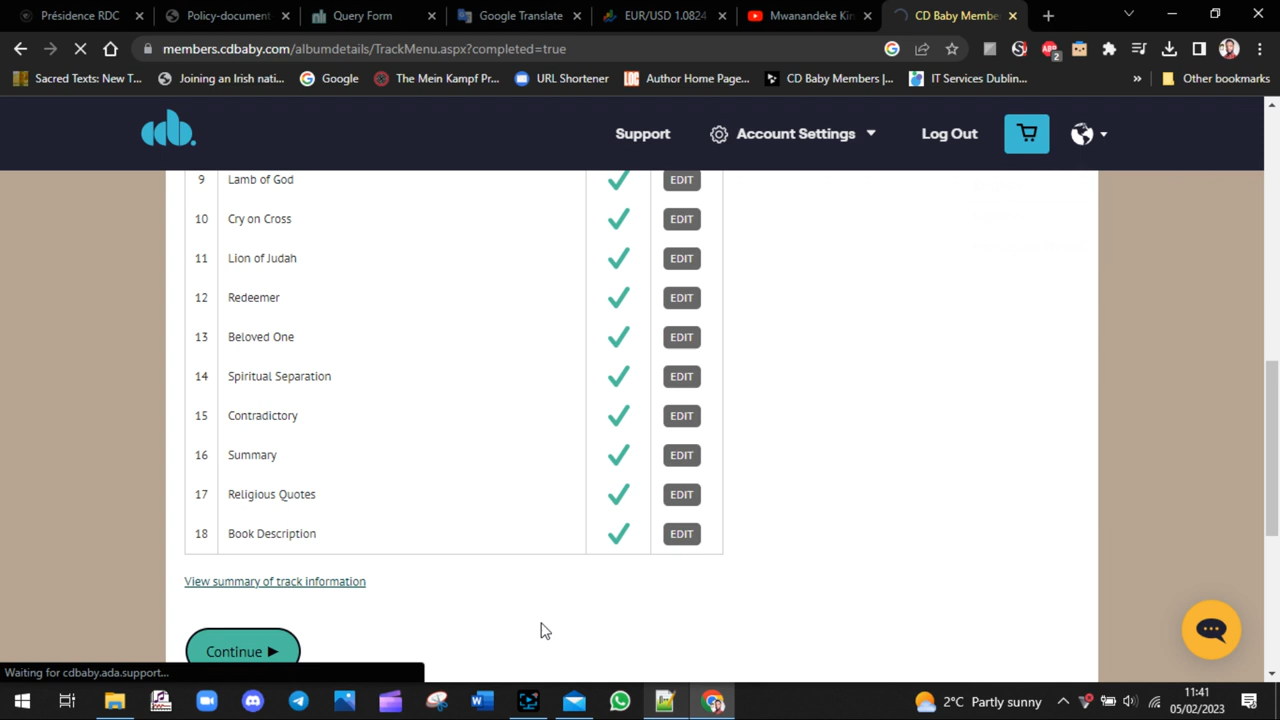 Présidence RDC
Policy-document
Query Form
Google Translate
EUR/USD 1.0824
Mwanandeke Kin
CD Baby Membe
members.cdbaby.com/albumdetails/TrackMenu.aspx?completed=true
2
Sacred Texts: New T...
Joining an Irish nati...
Google
The Mein Kampf Pr...
URL Shortener
Author Home Page...
CD Baby Members |...
IT Services Dublin...
Other bookmarks
Support
Account Settings
Log Out
9 Lamb of God EDIT
10 Cry on Cross EDIT
11 Lion of Judah EDIT
12 Redeemer EDIT
13 Beloved One EDIT
14 Spiritual Separation EDIT
15 Contradictory EDIT
16 Summary EDIT
17 Religious Quotes EDIT
18 Book Description EDIT
View summary of track information
Continue
Waiting for cdbaby.ada.support...
2°C Partly sunny
11:41
05/02/2023